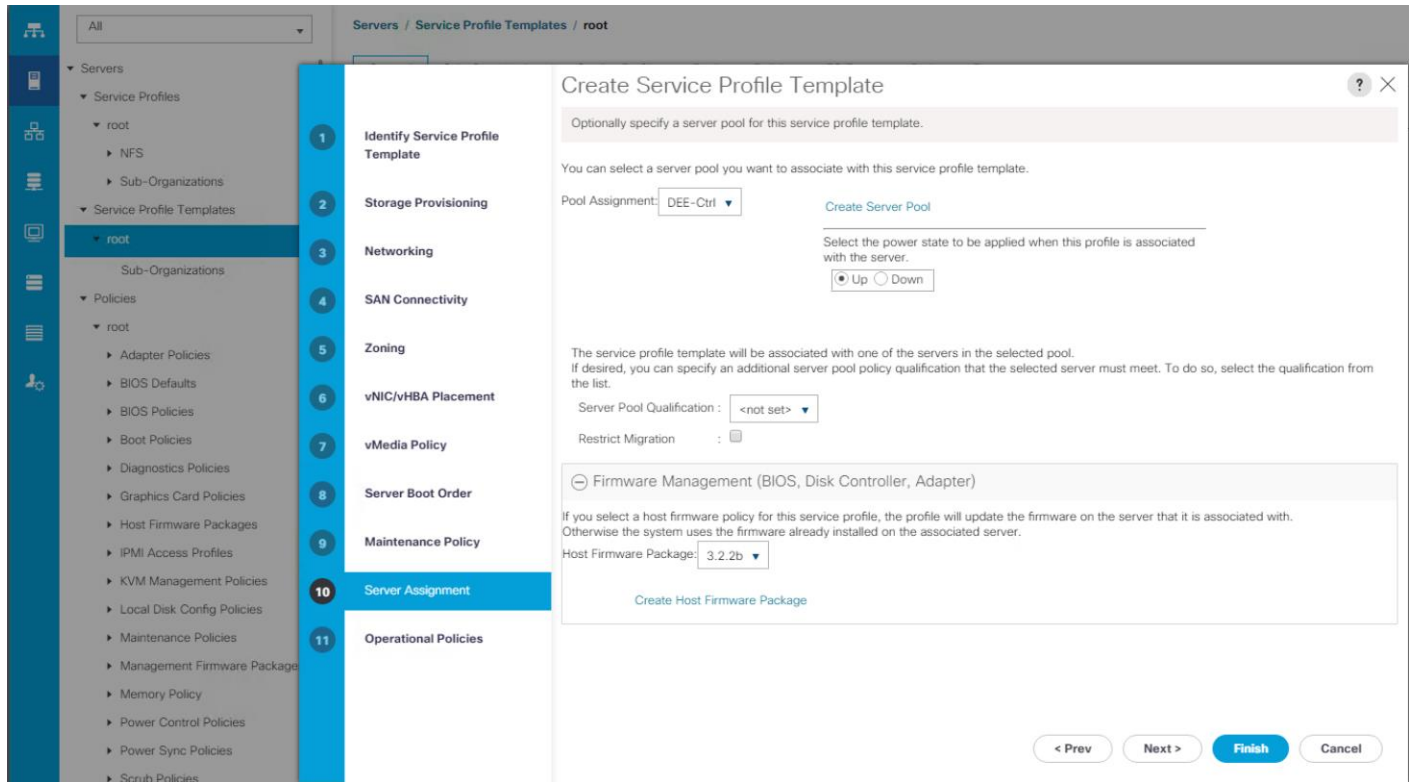 All
Servers / Service Profile Templates / root
Servers
Service Profiles
root
NFS
Sub-Organizations
Service Profile Templates
root
Sub-Organizations
Policies
root
Adapter Policies
BIOS Defaults
BIOS Policies
Boot Policies
Diagnostics Policies
Graphics Card Policies
Host Firmware Packages
IPMI Access Profiles
KVM Management Policies
Local Disk Config Policies
Maintenance Policies
Management Firmware Package
Memory Policy
Power Control Policies
Power Sync Policies
Scrub Policies
1 Identify Service Profile
Template
2 Storage Provisioning
3 Networking
4 SAN Connectivity
5 Zoning
6 vNIC/vHBA Placement
7 vMedia Policy
8 Server Boot Order
9 Maintenance Policy
10 Server Assignment
11 Operational Policies
Create Service Profile Template
?
Optionally specify a server pool for this service profile template.
You can select a server pool you want to associate with this service profile template.
Pool Assignment: DEE-Ctrl
Create Server Pool
Select the power state to be applied when this profile is associated
with the server.
Up Down
The service profile template will be associated with one of the servers in the selected pool.
If desired, you can specify an additional server pool policy qualification that the selected server must meet. To do so, select the qualification from
the list.
Server Pool Qualification : <not set>
Restrict Migration :
Firmware Management (BIOS, Disk Controller, Adapter)
If you select a host firmware policy for this service profile, the profile will update the firmware on the server that it is associated with.
Otherwise the system uses the firmware already installed on the associated server.
Host Firmware Package: 3.2.2b
Create Host Firmware Package
< Prev
Next >
Finish
Cancel